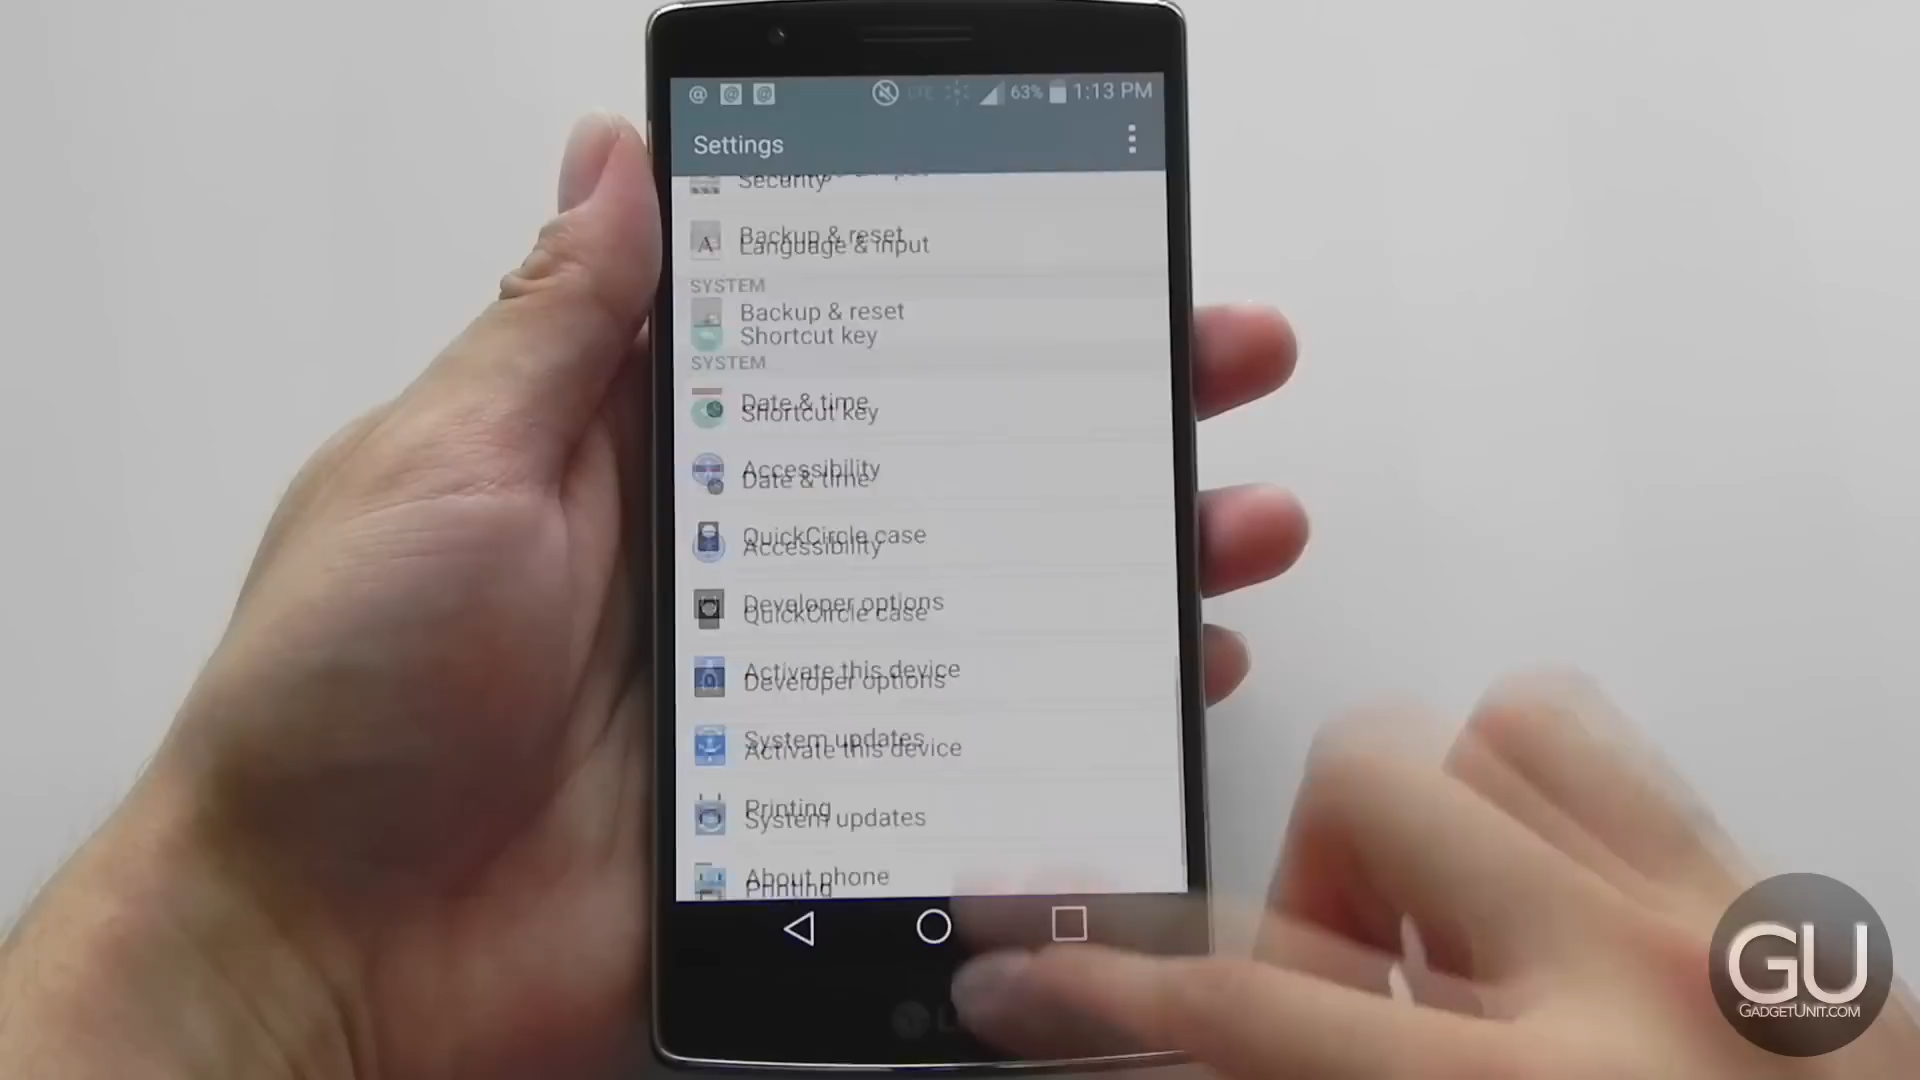 LTE 63% 1:13 PM
Settings
Security
Backup & reset
Language & input
SYSTEM
Backup & reset
Shortcut key
SYSTEM
Date & time
Shortcut key
Accessibility
Date & time
QuickCircle case
Accessibility
Developer options
QuickCircle case
Activate this device
Developer options
System updates
Activate this device
Printing
System updates
About phone
Printing
GU
GADGETUNIT.COM